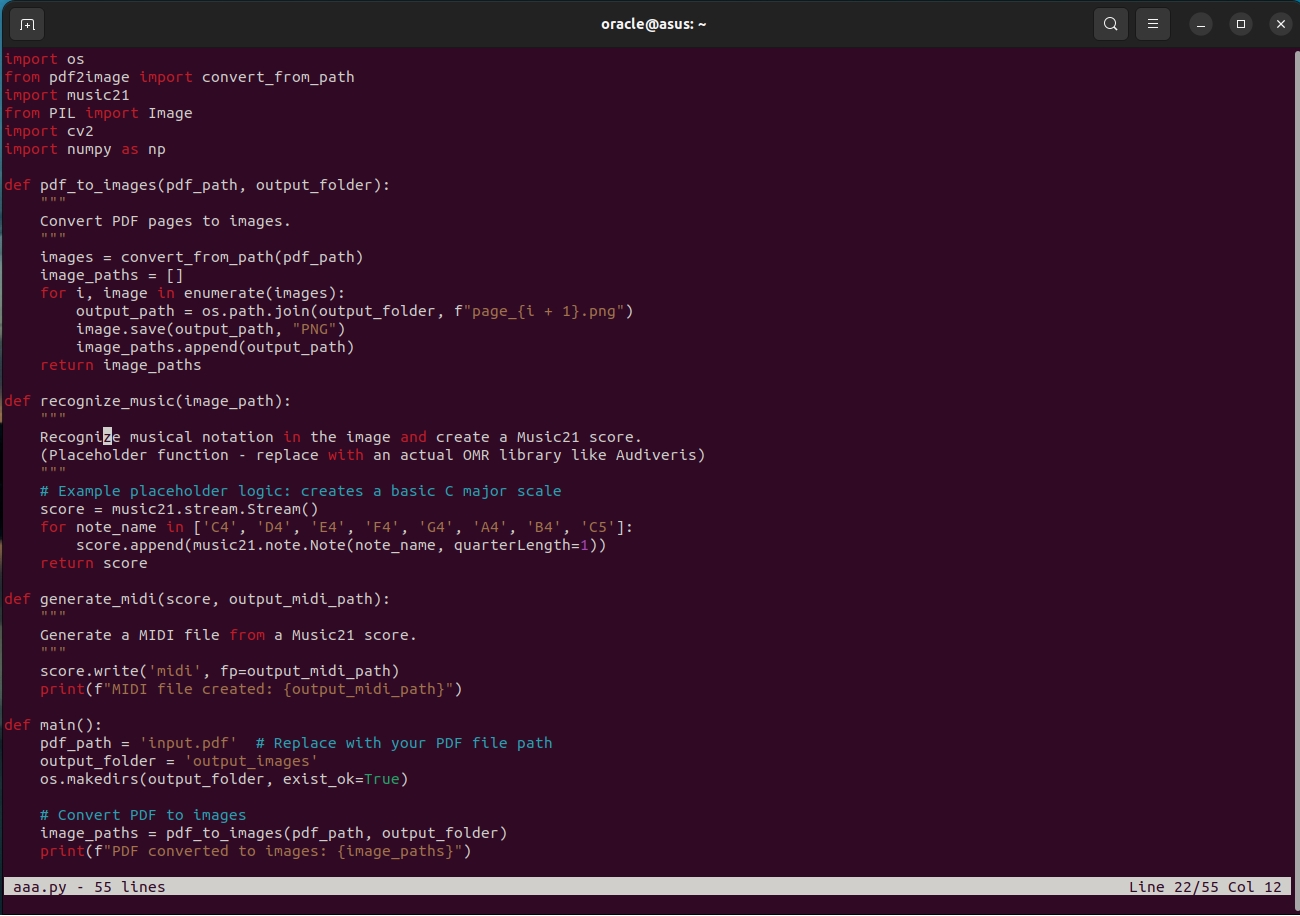 oracle@asus: ~
import os
from pdf2image import convert_from_path
import music21
from PIL import Image
import cv2
import numpy as np

def pdf_to_images(pdf_path, output_folder):
    """
    Convert PDF pages to images.
    """
    images = convert_from_path(pdf_path)
    image_paths = []
    for i, image in enumerate(images):
        output_path = os.path.join(output_folder, f"page_{i + 1}.png")
        image.save(output_path, "PNG")
        image_paths.append(output_path)
    return image_paths

def recognize_music(image_path):
    """
    Recognize musical notation in the image and create a Music21 score.
    (Placeholder function - replace with an actual OMR library like Audiveris)
    """
    # Example placeholder logic: creates a basic C major scale
    score = music21.stream.Stream()
    for note_name in ['C4', 'D4', 'E4', 'F4', 'G4', 'A4', 'B4', 'C5']:
        score.append(music21.note.Note(note_name, quarterLength=1))
    return score

def generate_midi(score, output_midi_path):
    """
    Generate a MIDI file from a Music21 score.
    """
    score.write('midi', fp=output_midi_path)
    print(f"MIDI file created: {output_midi_path}")

def main():
    pdf_path = 'input.pdf'  # Replace with your PDF file path
    output_folder = 'output_images'
    os.makedirs(output_folder, exist_ok=True)

    # Convert PDF to images
    image_paths = pdf_to_images(pdf_path, output_folder)
    print(f"PDF converted to images: {image_paths}")

aaa.py - 55 lines Line 22/55 Col 12